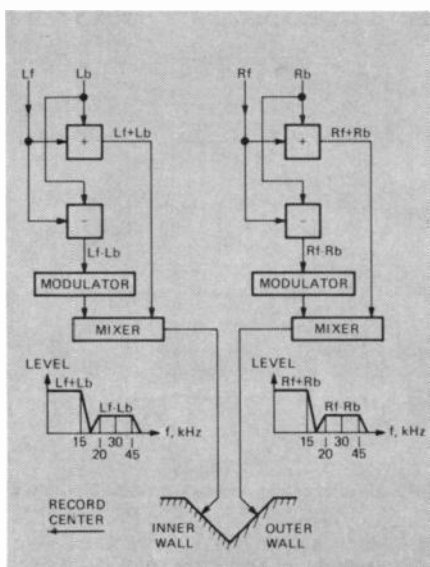 Lf Lb Rf Rb
+ Lf+Lb + Rf+Rb
- -
Lf-Lb Rf-Rb
MODULATOR MODULATOR
MIXER MIXER
LEVEL LEVEL
Lf+Lb Rf+Rb
Lf-Lb Rf-Rb
f, kHz f, kHz
15 30 15 30
20 45 20 45
RECORD CENTER
INNER WALL
OUTER WALL